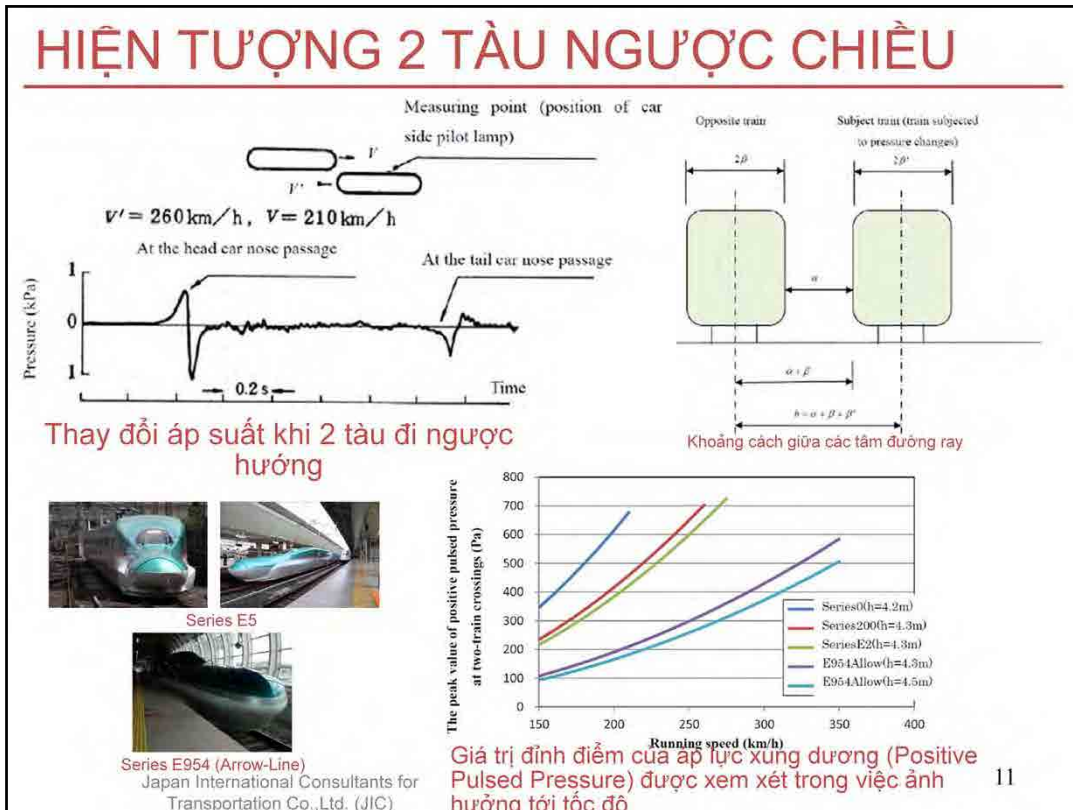 HIỆN TƯỢNG 2 TÀU NGƯỢC CHIỀU
Measuring point (position of car
side pilot lamp)
V
V'
V' = 260km/h, V = 210km/h
At the head car nose passage
At the tail car nose passage
Pressure (kPa)
1
0
1
0.2 s
Time
Thay đổi áp suất khi 2 tàu đi ngược
hướng
Opposite train
Subject train (train subjected
to pressure changes)
2β
2β'
α
α + β
h = α + β + β'
Khoảng cách giữa các tâm đường ray
Series E5
Series E954 (Arrow-Line)
Japan International Consultants for
Transportation Co.,Ltd. (JIC)
The peak value of positive pulsed pressure
at two-train crossings (Pa)
800
700
600
500
400
300
200
100
0
150
200
250
300
350
400
Running speed (km/h)
Series0(h=4.2m)
Series200(h=4.3m)
SeriesE2(h=4.3m)
E954Allow(h=4.3m)
E954Allow(h=4.5m)
Giá trị đỉnh điểm của áp lực xung dương (Positive
Pulsed Pressure) được xem xét trong việc ảnh
hưởng tới tốc độ
11